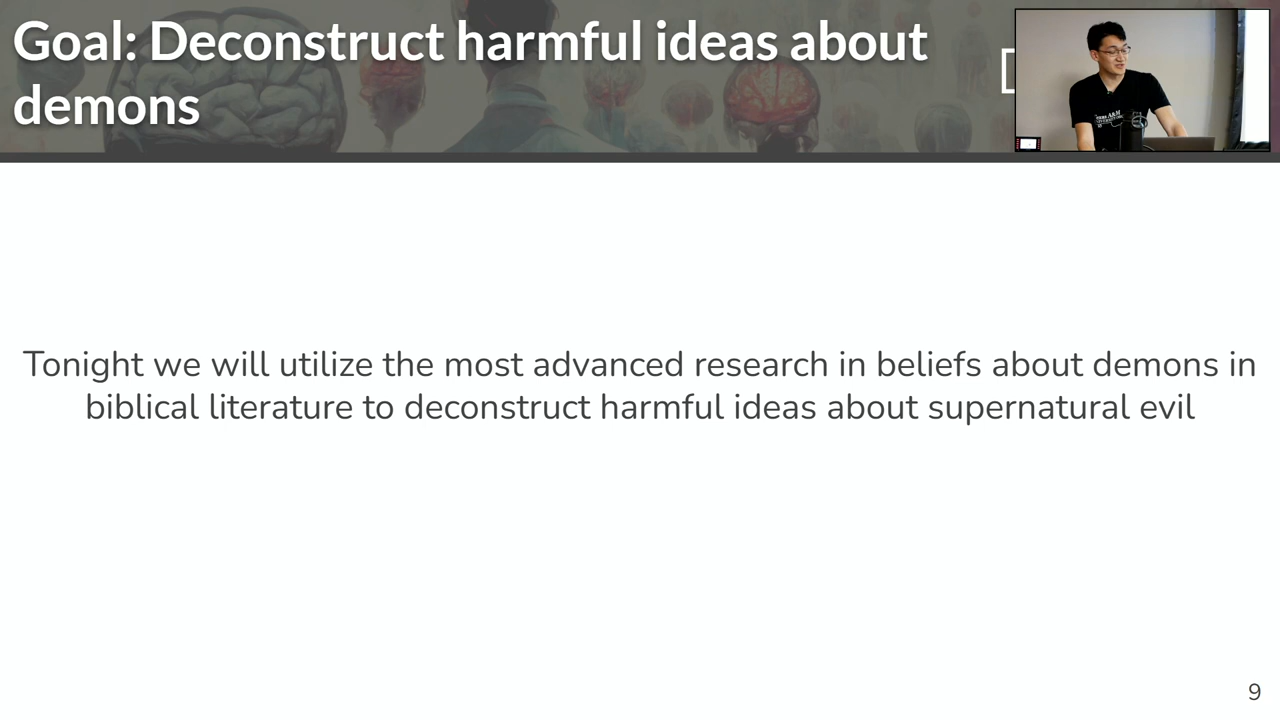 Goal: Deconstruct harmful ideas about
demons
Tonight we will utilize the most advanced research in beliefs about demons in
biblical literature to deconstruct harmful ideas about supernatural evil
9